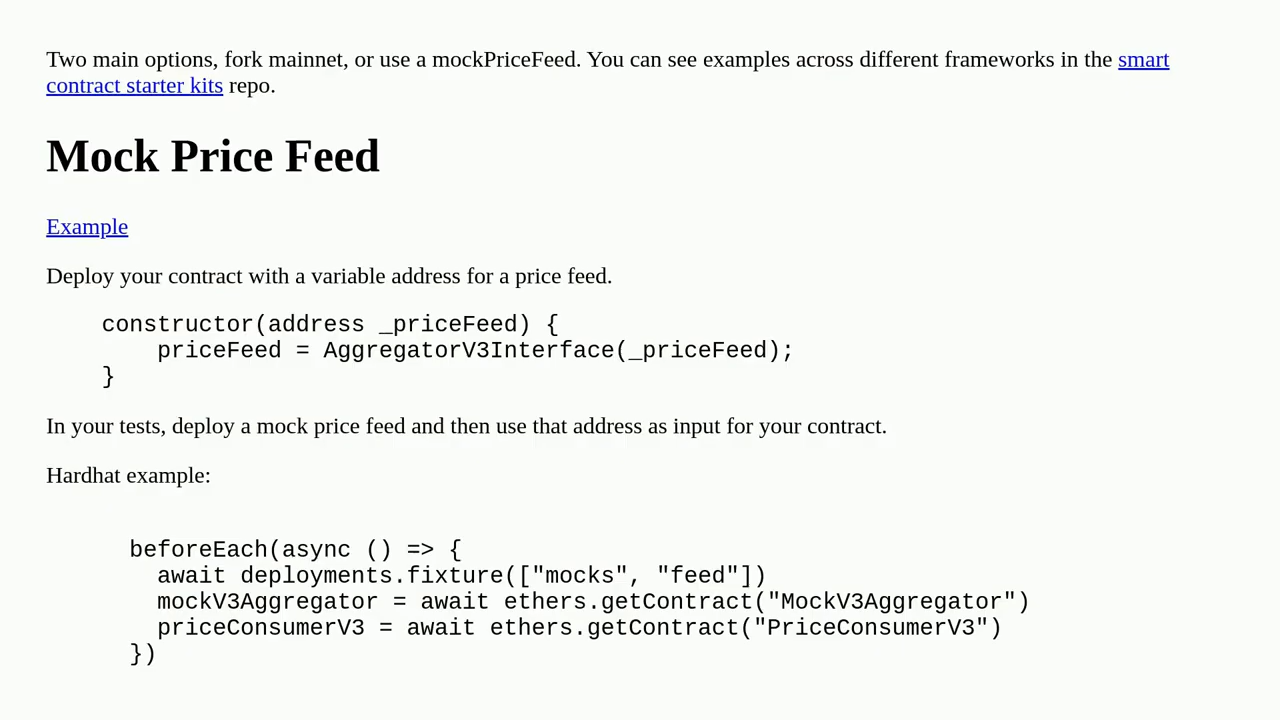 Two main options, fork mainnet, or use a mockPriceFeed. You can see examples across different frameworks in the smart
contract starter kits repo.
Mock Price Feed
Example
Deploy your contract with a variable address for a price feed.
constructor(address _priceFeed) {
    priceFeed = AggregatorV3Interface(_priceFeed);
}
In your tests, deploy a mock price feed and then use that address as input for your contract.
Hardhat example:
beforeEach(async () => {
  await deployments.fixture(["mocks", "feed"])
  mockV3Aggregator = await ethers.getContract("MockV3Aggregator")
  priceConsumerV3 = await ethers.getContract("PriceConsumerV3")
})